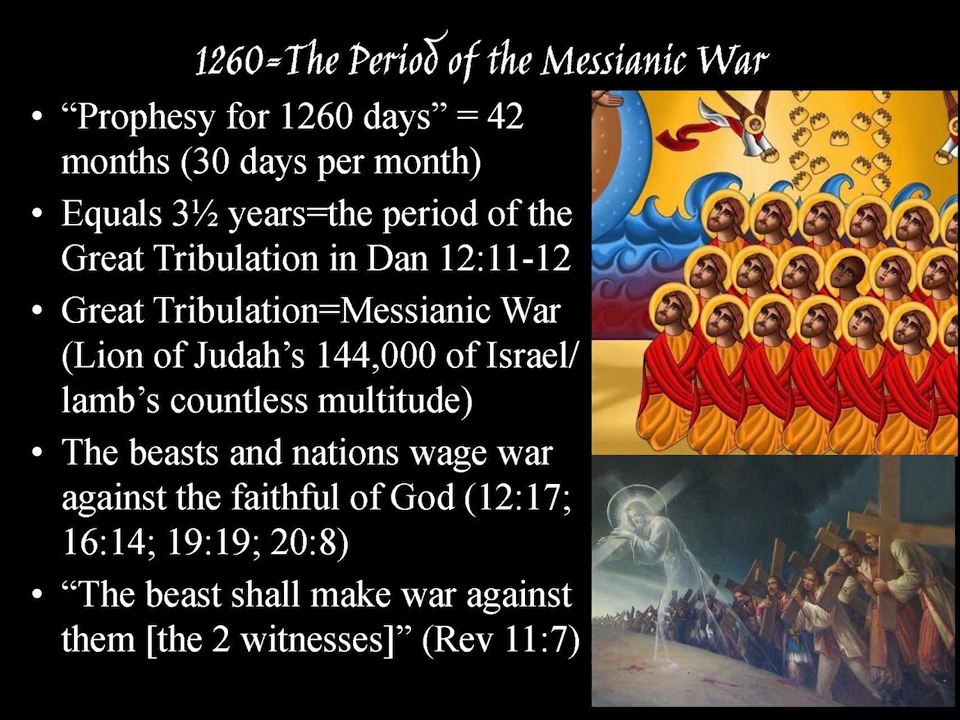 1260=The Period of the Messianic War
• “Prophesy for 1260 days” = 42
months (30 days per month)
• Equals 3½ years=the period of the
Great Tribulation in Dan 12:11-12
• Great Tribulation=Messianic War
(Lion of Judah’s 144,000 of Israel/
lamb’s countless multitude)
• The beasts and nations wage war
against the faithful of God (12:17;
16:14; 19:19; 20:8)
• “The beast shall make war against
them [the 2 witnesses]” (Rev 11:7)